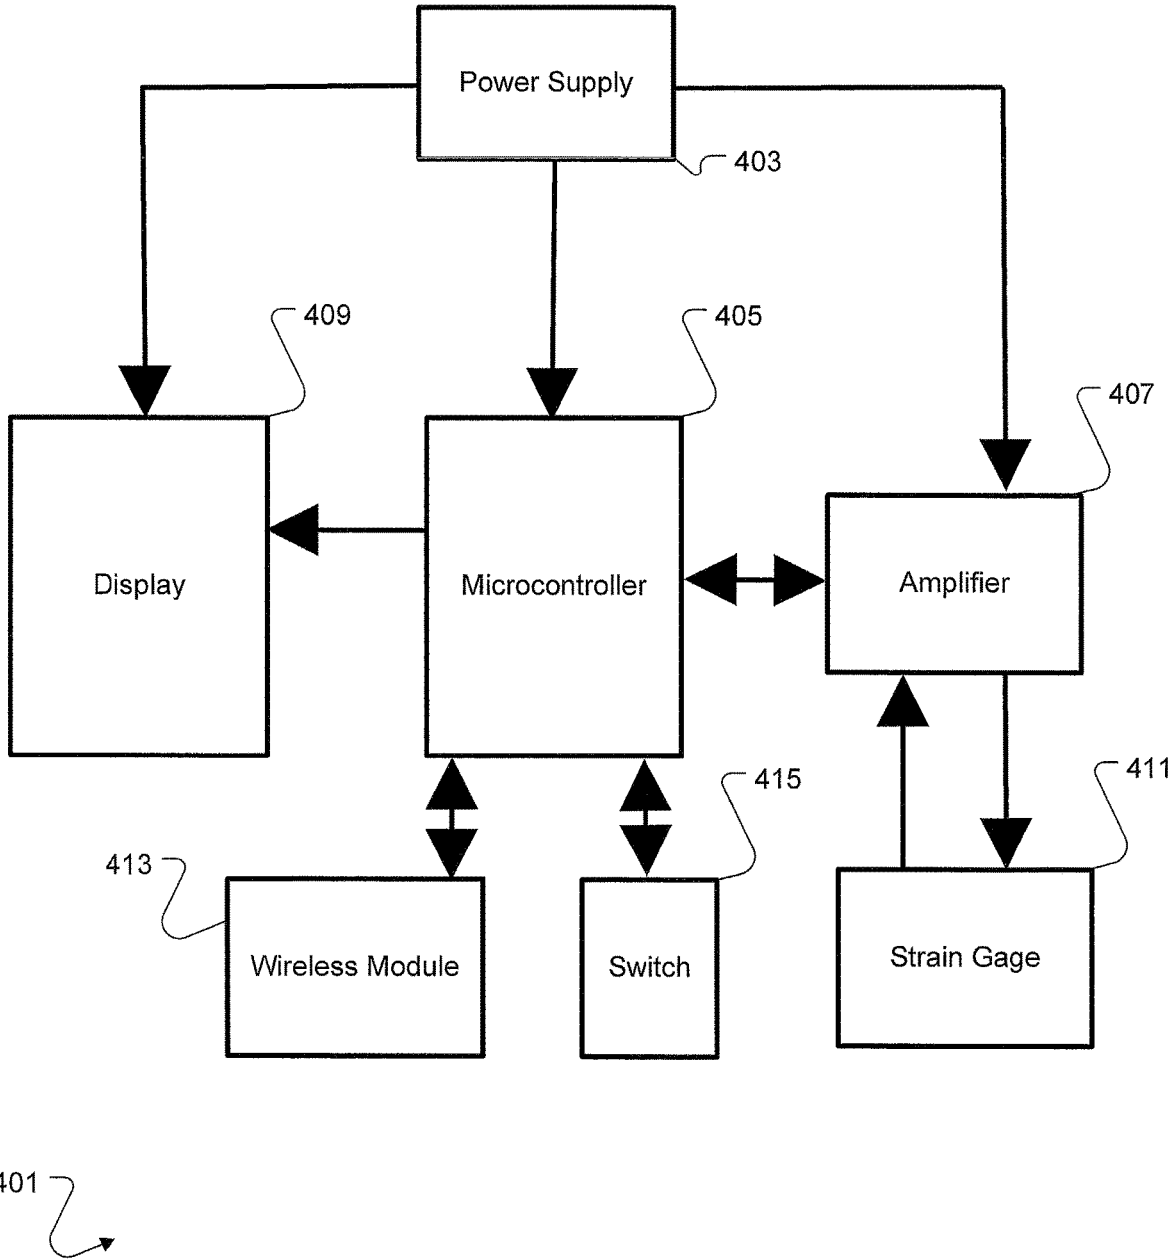 Power Supply
403
409
405
407
Display
Microcontroller
Amplifier
415
411
413
Wireless Module
Switch
Strain Gage
401